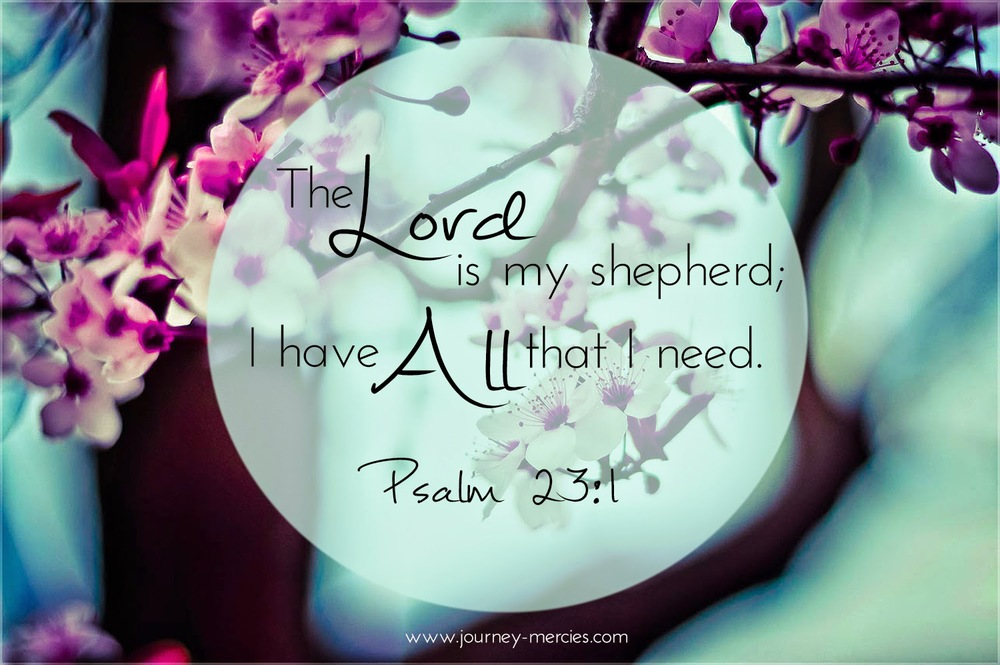 The Lord
is my shepherd;
I have All that I need.
Psalm 23:1
www.journey-mercies.com